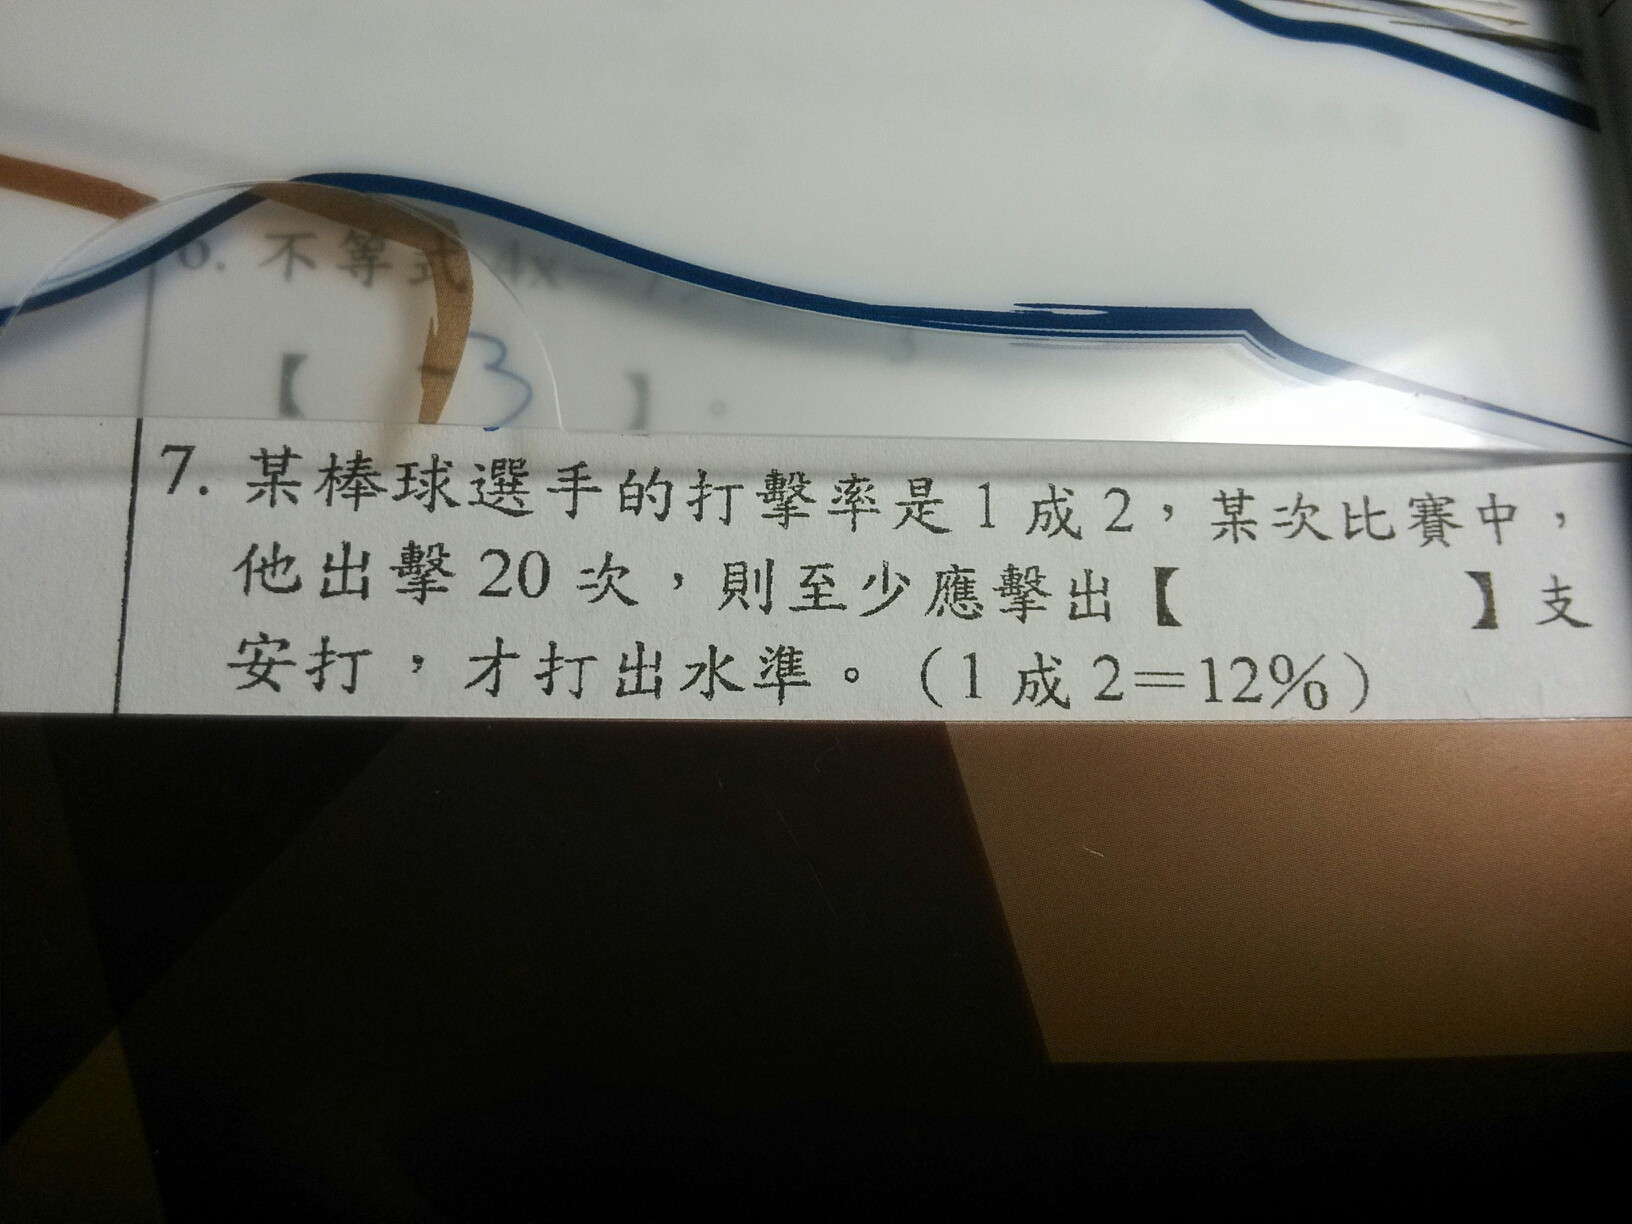 6. 不等式 4x－
【 -3 】。
7. 某棒球選手的打擊率是1成2，某次比賽中，
他出擊20次，則至少應擊出【 】支
安打，才打出水準。（1成2＝12%）